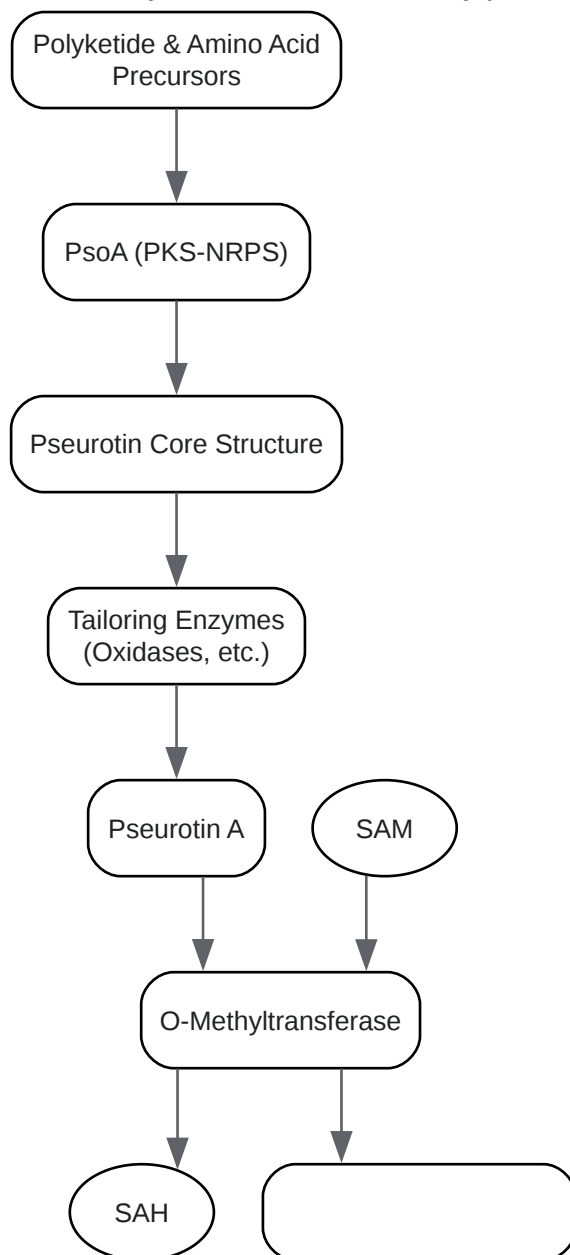 Polyketide & Amino Acid
Precursors
PsoA (PKS-NRPS)
Pseurotin Core Structure
Tailoring Enzymes
(Oxidases, etc.)
Pseurotin A
SAM
O-Methyltransferase
SAH